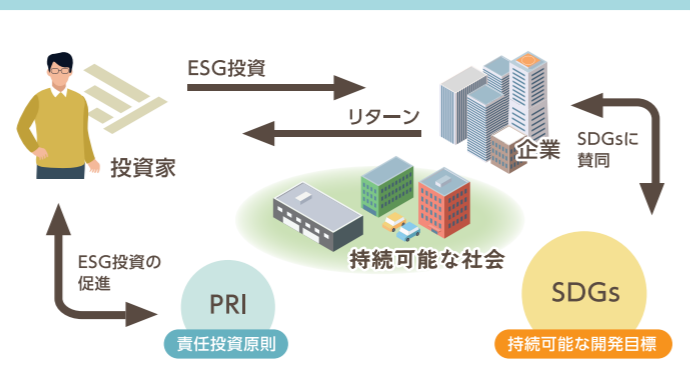 ESG投資
リターン
投資家
企業
SDGsに
賛同
持続可能な社会
ESG投資の
促進
PRI
責任投資原則
SDGs
持続可能な開発目標